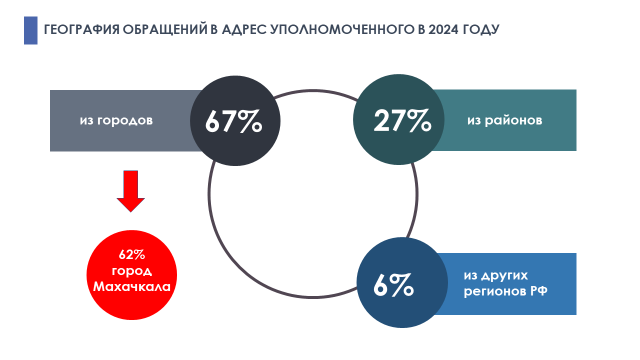 ГЕОГРАФИЯ ОБРАЩЕНИЙ В АДРЕС УПОЛНОМОЧЕННОГО В 2024 ГОДУ
из городов
67%
27%
из районов
62%
город
Махачкала
6%
из других
регионов РФ